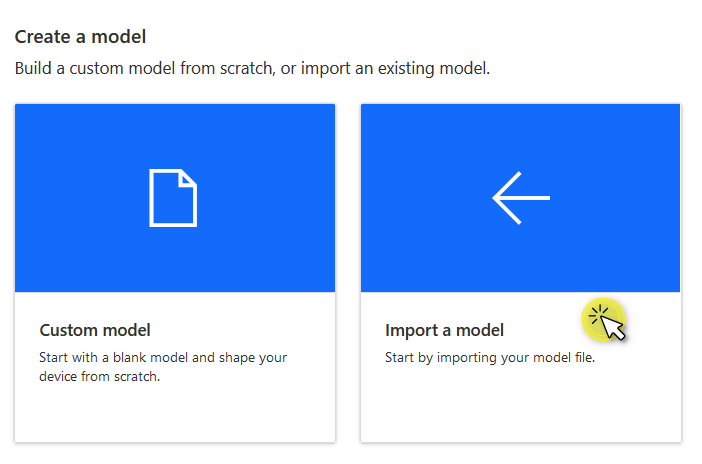 Create a model
Build a custom model from scratch, or import an existing model.
Custom model
Start with a blank model and shape your
device from scratch.
Import a model
Start by importing your model file.